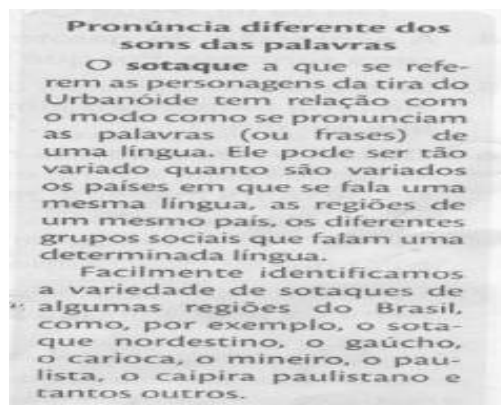 Pronúncia diferente dos
sons das palavras
O sotaque a que se refe-
rem as personagens da tira do
Urbanóide tem relação com
o modo como se pronunciam
as palavras (ou frases) de
uma língua. Ele pode ser tão
variado quanto são variados
os países em que se fala uma
mesma língua, as regiões de
um mesmo país, os diferentes
grupos sociais que falam uma
determinada língua.
Facilmente identificamos
a variedade de sotaques de
algumas regiões do Brasil,
como, por exemplo, o sota-
que nordestino, o gaúcho,
o carioca, o mineiro, o pau-
lista, o caipira paulistano e
tantos outros.